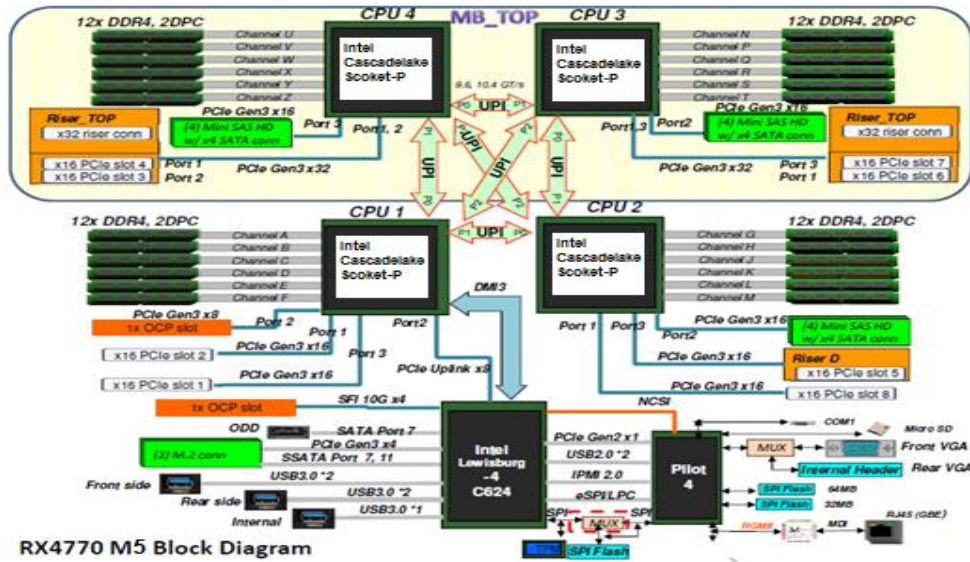 MB_TOP
12x DDR4, 2DPC
CPU 4
CPU 3
12x DDR4, 2DPC
Channel U
Channel V
Channel W
Channel X
Channel Y
Channel Z
Intel
Cascadelake
$coket-P
Intel
Cascadelake
$coket-P
Channel N
Channel P
Channel Q
Channel R
Channel S
Channel T
9.6, 10.4 GT/s
P0 UPI P1
PCIe Gen3 x16
Port 3
Port1, 2
Riser_TOP
x32 riser conn
(4) Mini SAS HD
w/ x4 SATA conn
x16 PCIe slot 4
x16 PCIe slot 3
Port 1
Port 2
PCIe Gen3 x32
PCIe Gen3 x16
Port1,3
Port2
(4) Mini SAS HD
w/ x4 SATA conn
Riser_TOP
x32 riser conn
x16 PCIe slot 7
x16 PCIe slot 6
Port 3
Port 1
PCIe Gen3 x32
UPI
UPI
UPI
UPI
12x DDR4, 2DPC
CPU 1
CPU 2
12x DDR4, 2DPC
Channel A
Channel B
Channel C
Channel D
Channel E
Channel F
Intel
Cascadelake
$coket-P
P1 UPI P0
Intel
Cascadelake
$coket-P
Channel G
Channel H
Channel J
Channel K
Channel L
Channel M
DMI3
PCIe Gen3 x8
1x OCP slot
Port 2
Port 1
Port2
PCIe Gen3 x16
x16 PCIe slot 2
Port 3
x16 PCIe slot 1
PCIe Gen3 x16
PCIe Uplink x8
Port 1
Port3
Port2
PCIe Gen3 x16
(4) Mini SAS HD
w/ x4 SATA conn
PCIe Gen3 x16
Riser D
x16 PCIe slot 5
PCIe Gen3 x16
x16 PCIe slot 8
1x OCP slot
SFI 10G x4
NCSI
ODD
SATA Port 7
PCIe Gen3 x4
(2) M.2 conn
SSATA Port 7, 11
USB3.0 *2
Front side
Rear side
USB3.0 *2
Internal
USB3.0 *1
Intel
Lewisburg
-4
C624
PCIe Gen2 x1
USB2.0 *2
IPMI 2.0
eSPI/LPC
SPI
MUX
SPI
TPM
SPI Flash
Pilot
4
COM1
Micro SD
MUX
Front VGA
Internal Header
Rear VGA
SPI Flash
64MB
SPI Flash
32MB
MDI
RJ45 (GBE)
RX4770 M5 Block Diagram